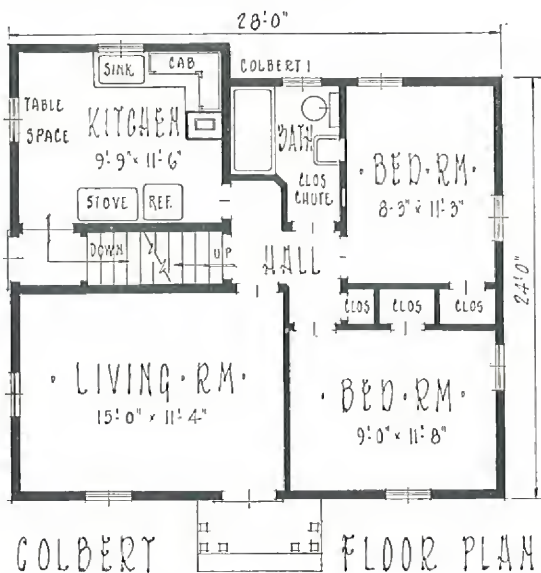 28'-0"
SINK
CAB
COLBERT 1
TABLE
SPACE
KITCHEN
9'-9" x 11'-6"
BATH
BED-RM.
8-3" x 11'-3"
CLOS
CHUTE
STOVE
REF.
DOWN
UP
HALL
24'-0"
CLOS
CLOS
CLOS
LIVING-RM.
15'-0" x 11'-4"
BED-RM.
9'-0" x 11'-8"
COLBERT
FLOOR PLAN